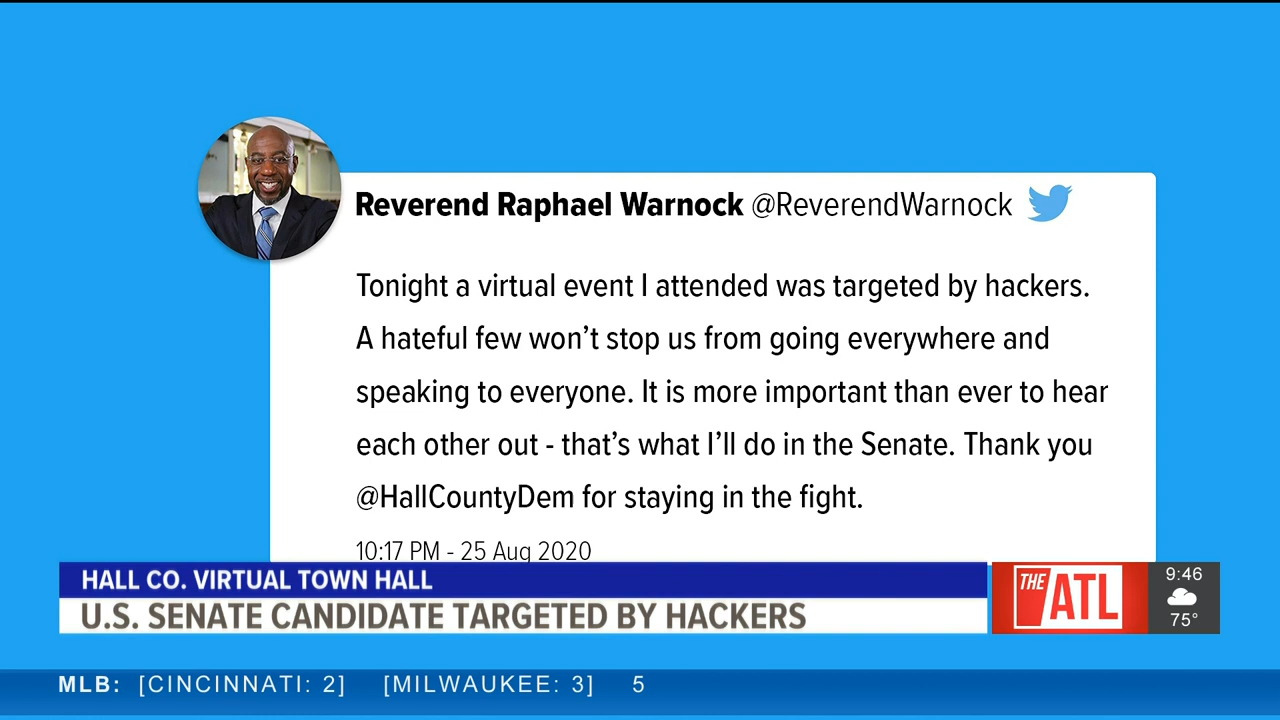 Reverend Raphael Warnock @ReverendWarnock
Tonight a virtual event I attended was targeted by hackers.
A hateful few won’t stop us from going everywhere and
speaking to everyone. It is more important than ever to hear
each other out - that’s what I’ll do in the Senate. Thank you
@HallCountyDem for staying in the fight.
10:17 PM - 25 Aug 2020
HALL CO. VIRTUAL TOWN HALL
U.S. SENATE CANDIDATE TARGETED BY HACKERS
THE ATL
9:46
75°
MLB: [CINCINNATI: 2] [MILWAUKEE: 3] 5